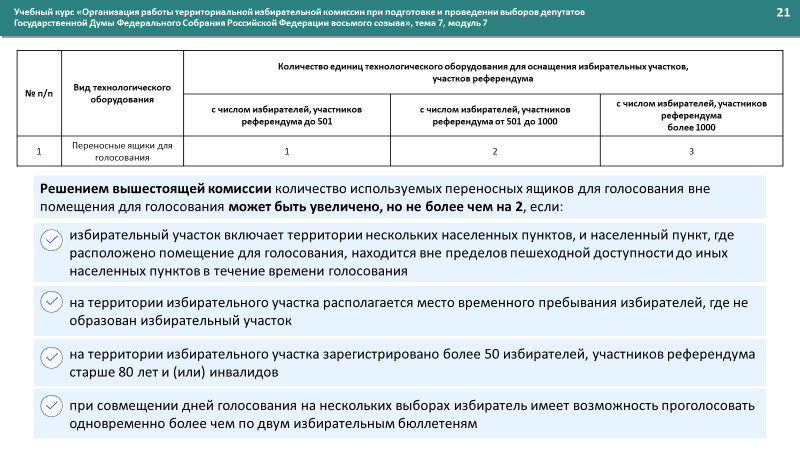 Учебный курс «Организация работы территориальной избирательной комиссии при подготовке и проведении выборов депутатов
Государственной Думы Федерального Собрания Российской Федерации восьмого созыва», тема 7, модуль 7
21
№ п/п
Вид технологического
оборудования
Количество единиц технологического оборудования для оснащения избирательных участков,
участков референдума
с числом избирателей, участников
референдума до 501
с числом избирателей, участников
референдума от 501 до 1000
с числом избирателей, участников
референдума
более 1000
1
Переносные ящики для
голосования
1
2
3
Решением вышестоящей комиссии количество используемых переносных ящиков для голосования вне
помещения для голосования может быть увеличено, но не более чем на 2, если:
избирательный участок включает территории нескольких населенных пунктов, и населенный пункт, где
расположено помещение для голосования, находится вне пределов пешеходной доступности до иных
населенных пунктов в течение времени голосования
на территории избирательного участка располагается место временного пребывания избирателей, где не
образован избирательный участок
на территории избирательного участка зарегистрировано более 50 избирателей, участников референдума
старше 80 лет и (или) инвалидов
при совмещении дней голосования на нескольких выборах избиратель имеет возможность проголосовать
одновременно более чем по двум избирательным бюллетеням